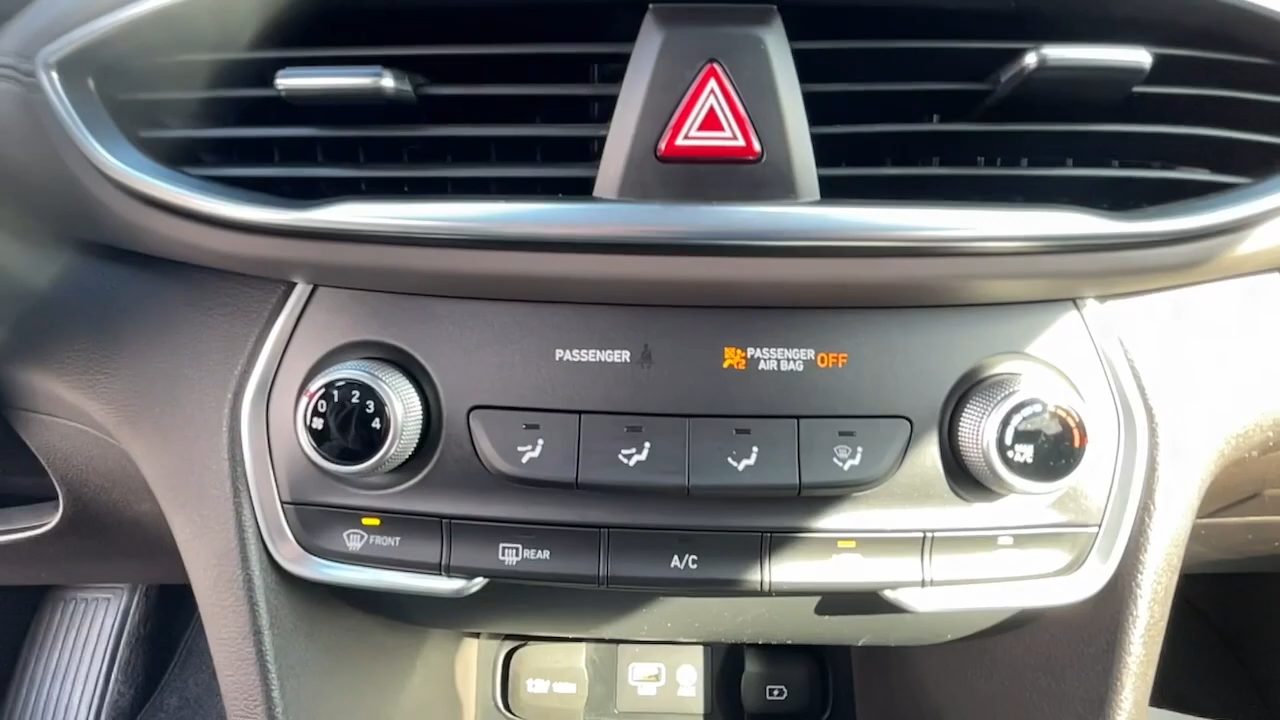 PASSENGER
PASSENGER
AIR BAG
OFF
0 1 2 3 4
A/C
FRONT
REAR
A/C